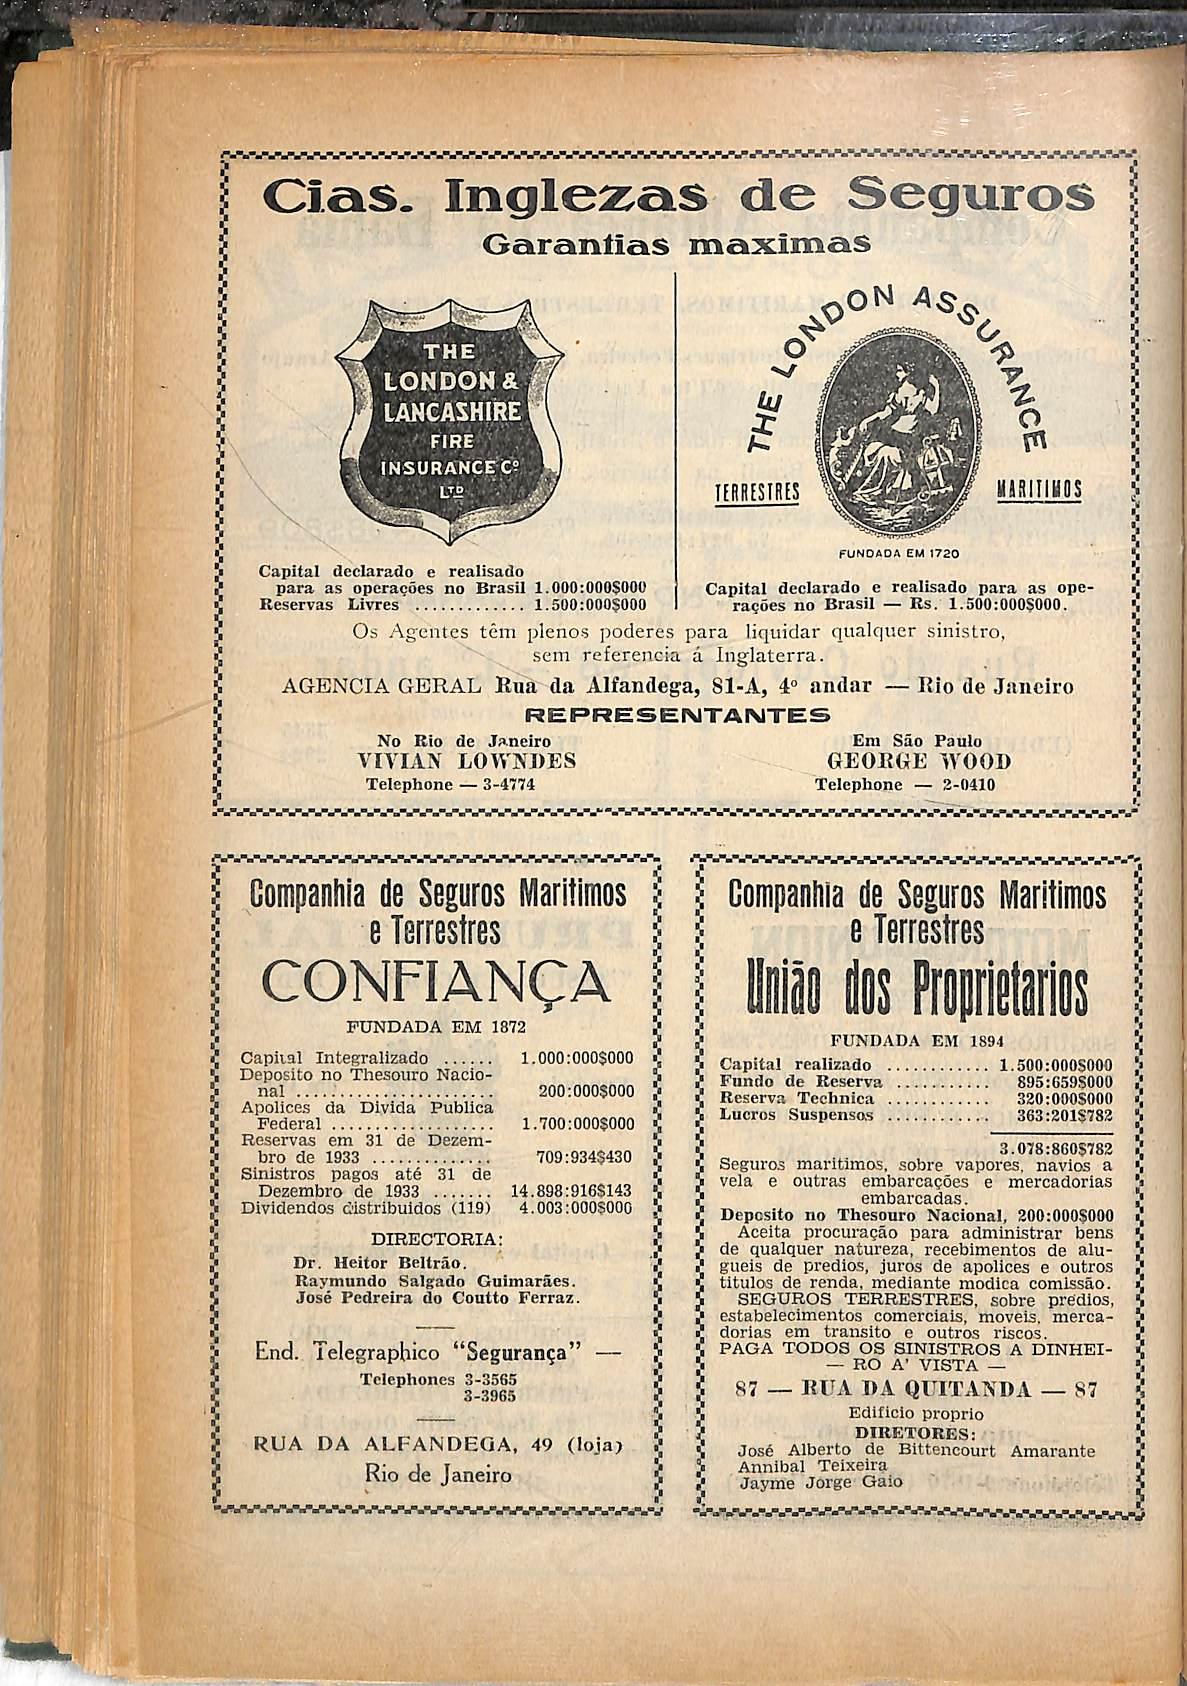 Cias. Inglezas de Seguros
Garantias maximas
THE
LONDON &
LANCASHIRE
FIRE
INSURANCE Cº
LTD
Capital declarado e realisado
para as operações no Brasil 1.000:000$000
Reservas Livres ............. 1.500:000$000
THE LONDON ASSURANCE
TERRESTRES
MARITIMOS
FUNDADA EM 1720
Capital declarado e realisado para as ope-
rações no Brasil — Rs. 1.500:000$000.
Os Agentes têm plenos poderes para liquidar qualquer sinistro,
sem referencia á Inglaterra.
AGENCIA GERAL Rua da Alfandega, 81-A, 4º andar — Rio de Janeiro
REPRESENTANTES
No Rio de Janeiro
VIVIAN LOWNDES
Telephone — 3-4774
Em São Paulo
GEORGE WOOD
Telephone — 2-0410
Companhia de Seguros Maritimos
e Terrestres
CONFIANÇA
FUNDADA EM 1872
Capital Integralizado ...... 1.000:000$000
Deposito no Thesouro Nacio-
nal ....................... 200:000$000
Apolices da Divida Publica
Federal ................... 1.700:000$000
Reservas em 31 de Dezem-
bro de 1933 .............. 709:934$430
Sinistros pagos até 31 de
Dezembro de 1933 ....... 14.898:916$143
Dividendos distribuidos (119) 4.003:000$000
DIRECTORIA:
Dr. Heitor Beltrão.
Raymundo Salgado Guimarães.
José Pedreira do Coutto Ferraz.
End. Telegraphico "Segurança" —
Telephones 3-3565
3-3965
RUA DA ALFANDEGA, 49 (loja)
Rio de Janeiro
Companhia de Seguros Maritimos
e Terrestres
União dos Proprietarios
FUNDADA EM 1894
Capital realizado ............ 1.500:000$000
Fundo de Reserva ........... 895:659$000
Reserva Technica ............ 320:000$000
Lucros Suspensos ............ 363:201$782
3.078:860$782
Seguros maritimos, sobre vapores, navios a
vela e outras embarcações e mercadorias
embarcadas.
Deposito no Thesouro Nacional, 200:000$000
Aceita procuração para administrar bens
de qualquer natureza, recebimentos de alu-
gueis de predios, juros de apolices e outros
titulos de renda, mediante modica comissão.
SEGUROS TERRESTRES, sobre predios,
estabelecimentos comerciais, moveis, merca-
dorias em transito e outros riscos.
PAGA TODOS OS SINISTROS A DINHEI-
— RO A' VISTA —
87 — RUA DA QUITANDA — 87
Edificio proprio
DIRETORES:
José Alberto de Bittencourt Amarante
Annibal Teixeira
Jayme Jorge Gaio